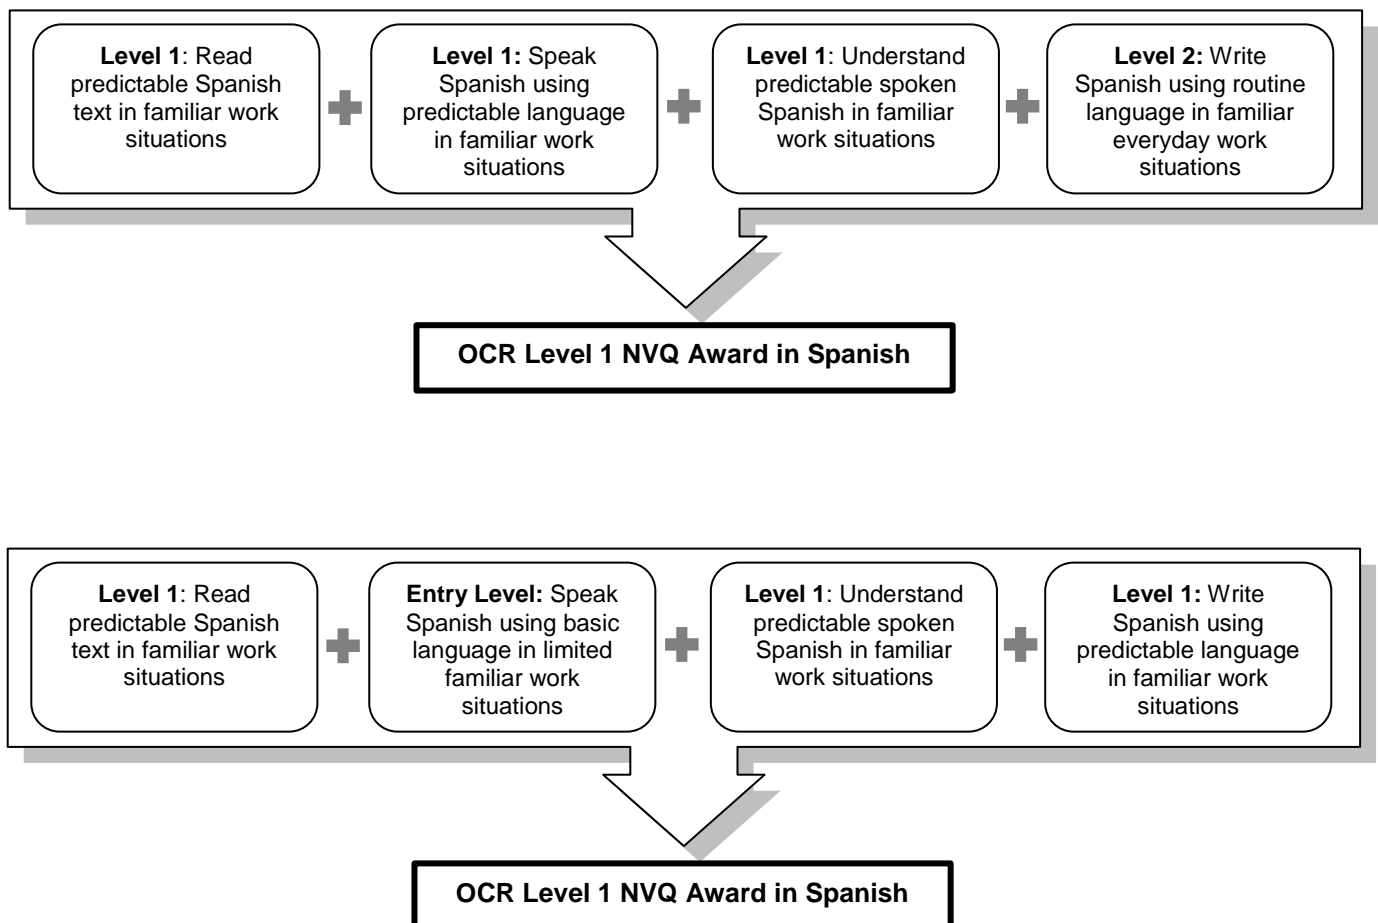 Level 1: Read
predictable Spanish
text in familiar work
situations
Level 1: Speak
Spanish using
predictable language
in familiar work
situations
Level 1: Understand
predictable spoken
Spanish in familiar
work situations
Level 2: Write
Spanish using routine
language in familiar
everyday work
situations
OCR Level 1 NVQ Award in Spanish
Level 1: Read
predictable Spanish
text in familiar work
situations
Entry Level: Speak
Spanish using basic
language in limited
familiar work
situations
Level 1: Understand
predictable spoken
Spanish in familiar
work situations
Level 1: Write
Spanish using
predictable language
in familiar work
situations
OCR Level 1 NVQ Award in Spanish